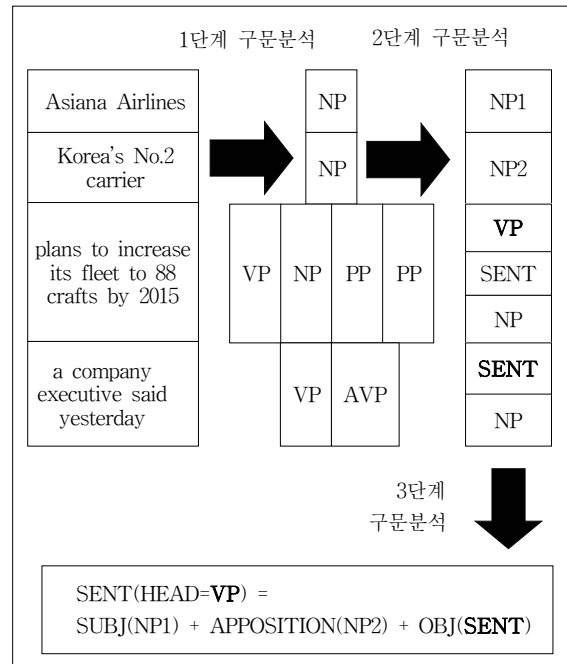 1단계 구문분석
2단계 구문분석
Asiana Airlines
NP
NP1
Korea's No.2
carrier
NP
NP2
plans to increase
its fleet to 88
crafts by 2015
VP
NP
PP
PP
VP
SENT
NP
a company
executive said
yesterday
VP
AVP
SENT
NP
3단계
구문분석
SENT(HEAD=VP) =
SUBJ(NP1) + APPOSITION(NP2) + OBJ(SENT)